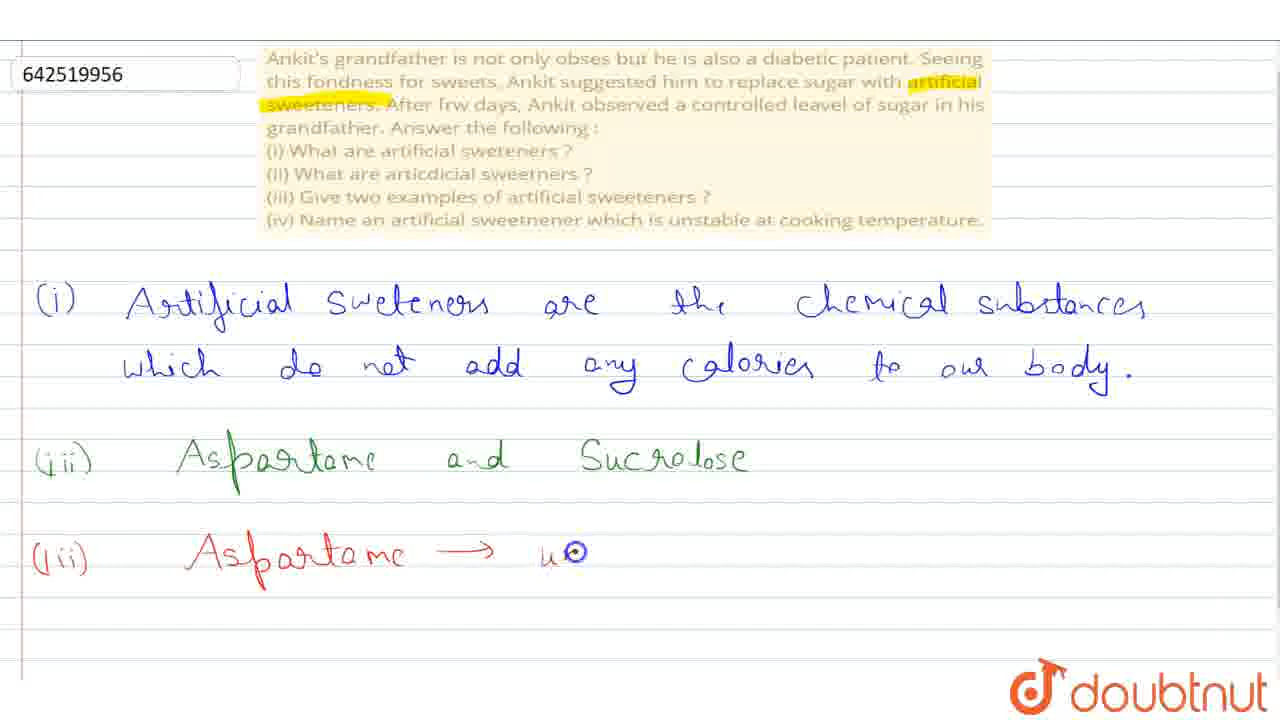 642519956
Ankit's grandfather is not only obses but he is also a diabetic patient. Seeing
this fondness for sweets, Ankit suggested him to replace sugar with artificial
sweeteners. After frw days, Ankit observed a controlled leavel of sugar in his
grandfather. Answer the following :
(i) What are artificial sweteners ?
(ii) What are articdicial sweetners ?
(iii) Give two examples of artificial sweeteners ?
(iv) Name an artificial sweetnener which is unstable at cooking temperature.
(i) Artificial sweteners are the chemical substances
which do not add any calories to our body.
(iii) Aspartame and Sucralose
(iii) Aspartame →
doubtnut